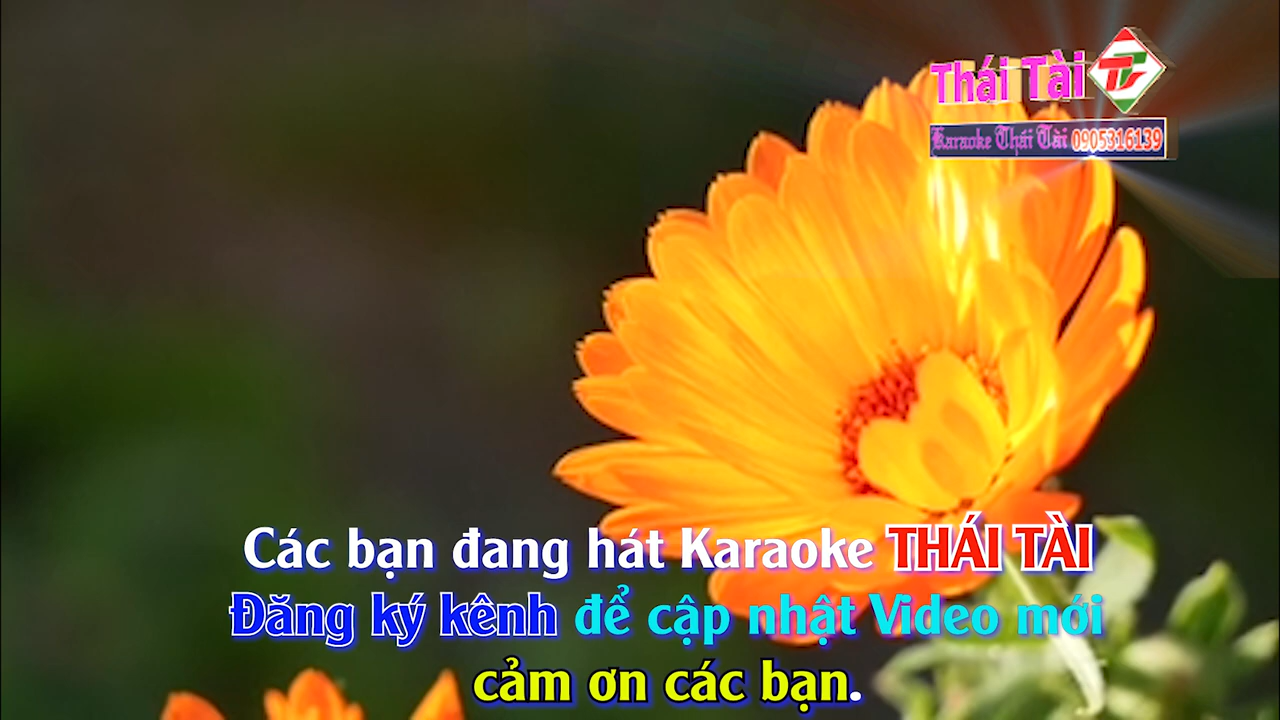 Thái Tài
Karaoke Thái Tài 0905316139
Các bạn đang hát Karaoke THÁI TÀI
Đăng ký kênh để cập nhật Video mới
cảm ơn các bạn.